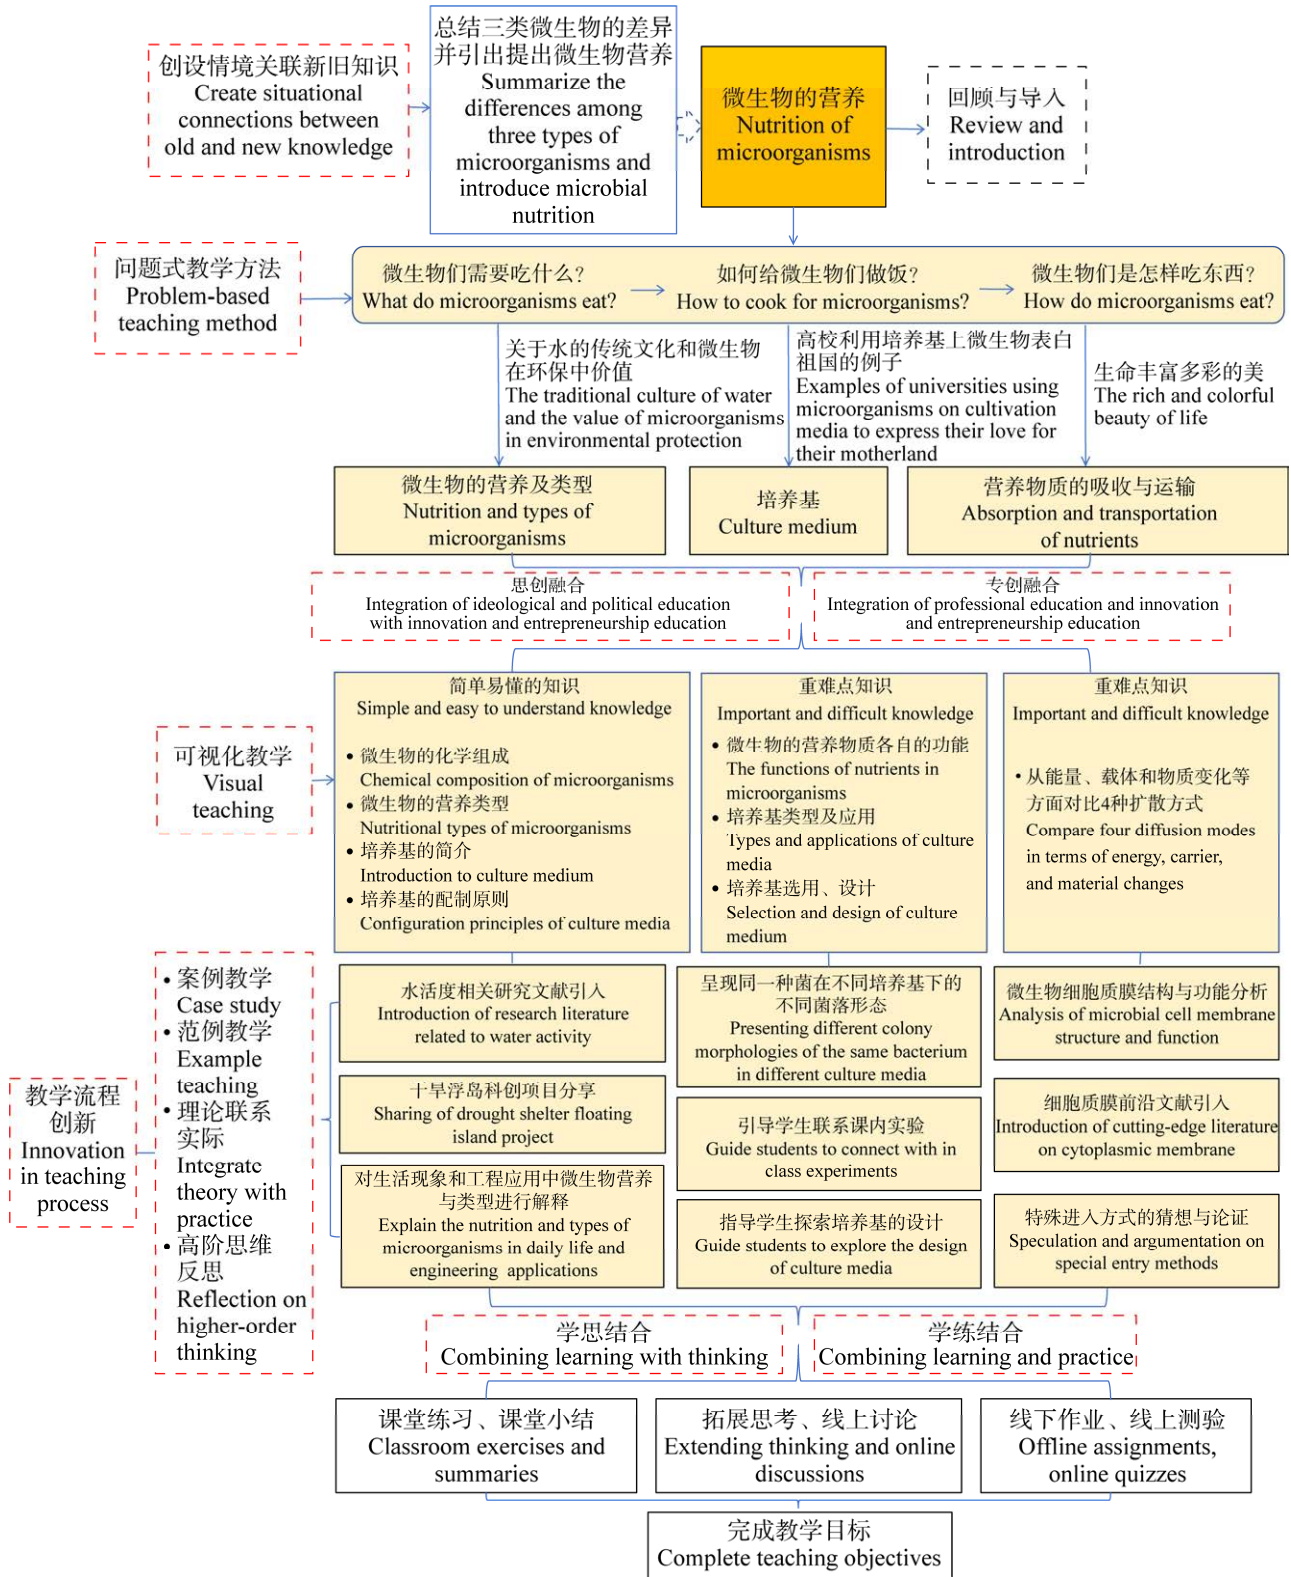 创设情境关联新旧知识
Create situational
connections between
old and new knowledge
总结三类微生物的差异
并引出提出微生物营养
Summarize the
differences among
three types of
microorganisms and
introduce microbial
nutrition
微生物的营养
Nutrition of
microorganisms
回顾与导入
Review and
introduction
问题式教学方法
Problem-based
teaching method
微生物们需要吃什么?
What do microorganisms eat?
如何给微生物们做饭?
How to cook for microorganisms?
微生物们是怎样吃东西?
How do microorganisms eat?
关于水的传统文化和微生物
在环保中价值
The traditional culture of water
and the value of microorganisms
in environmental protection
高校利用培养基上微生物表白
祖国的例子
Examples of universities using
microorganisms on cultivation
media to express their love for
their motherland
生命丰富多彩的美
The rich and colorful
beauty of life
微生物的营养及类型
Nutrition and types of
microorganisms
培养基
Culture medium
营养物质的吸收与运输
Absorption and transportation
of nutrients
思创融合
Integration of ideological and political education
with innovation and entrepreneurship education
专创融合
Integration of professional education and innovation
and entrepreneurship education
可视化教学
Visual
teaching
简单易懂的知识
Simple and easy to understand knowledge
• 微生物的化学组成
Chemical composition of microorganisms
• 微生物的营养类型
Nutritional types of microorganisms
• 培养基的简介
Introduction to culture medium
• 培养基的配制原则
Configuration principles of culture media
重难点知识
Important and difficult knowledge
• 微生物的营养物质各自的功能
The functions of nutrients in
microorganisms
• 培养基类型及应用
Types and applications of culture
media
• 培养基选用、设计
Selection and design of culture
medium
重难点知识
Important and difficult knowledge
• 从能量、载体和物质变化等
方面对比4种扩散方式
Compare four diffusion modes
in terms of energy, carrier,
and material changes
教学流程
创新
Innovation
in teaching
process
• 案例教学
Case study
• 范例教学
Example
teaching
• 理论联系
实际
Integrate
theory with
practice
• 高阶思维
反思
Reflection on
higher-order
thinking
水活度相关研究文献引入
Introduction of research literature
related to water activity
十旱浮岛科创项目分享
Sharing of drought shelter floating
island project
对生活现象和工程应用中微生物营养
与类型进行解释
Explain the nutrition and types of
microorganisms in daily life and
engineering applications
呈现同一种菌在不同培养基下的
不同菌落形态
Presenting different colony
morphologies of the same bacterium
in different culture media
引导学生联系课内实验
Guide students to connect with in
class experiments
指导学生探索培养基的设计
Guide students to explore the design
of culture media
微生物细胞质膜结构与功能分析
Analysis of microbial cell membrane
structure and function
细胞质膜前沿文献引入
Introduction of cutting-edge literature
on cytoplasmic membrane
特殊进入方式的猜想与论证
Speculation and argumentation on
special entry methods
学思结合
Combining learning with thinking
学练结合
Combining learning and practice
课堂练习、课堂小结
Classroom exercises and
summaries
拓展思考、线上讨论
Extending thinking and online
discussions
线下作业、线上测验
Offline assignments,
online quizzes
完成教学目标
Complete teaching objectives